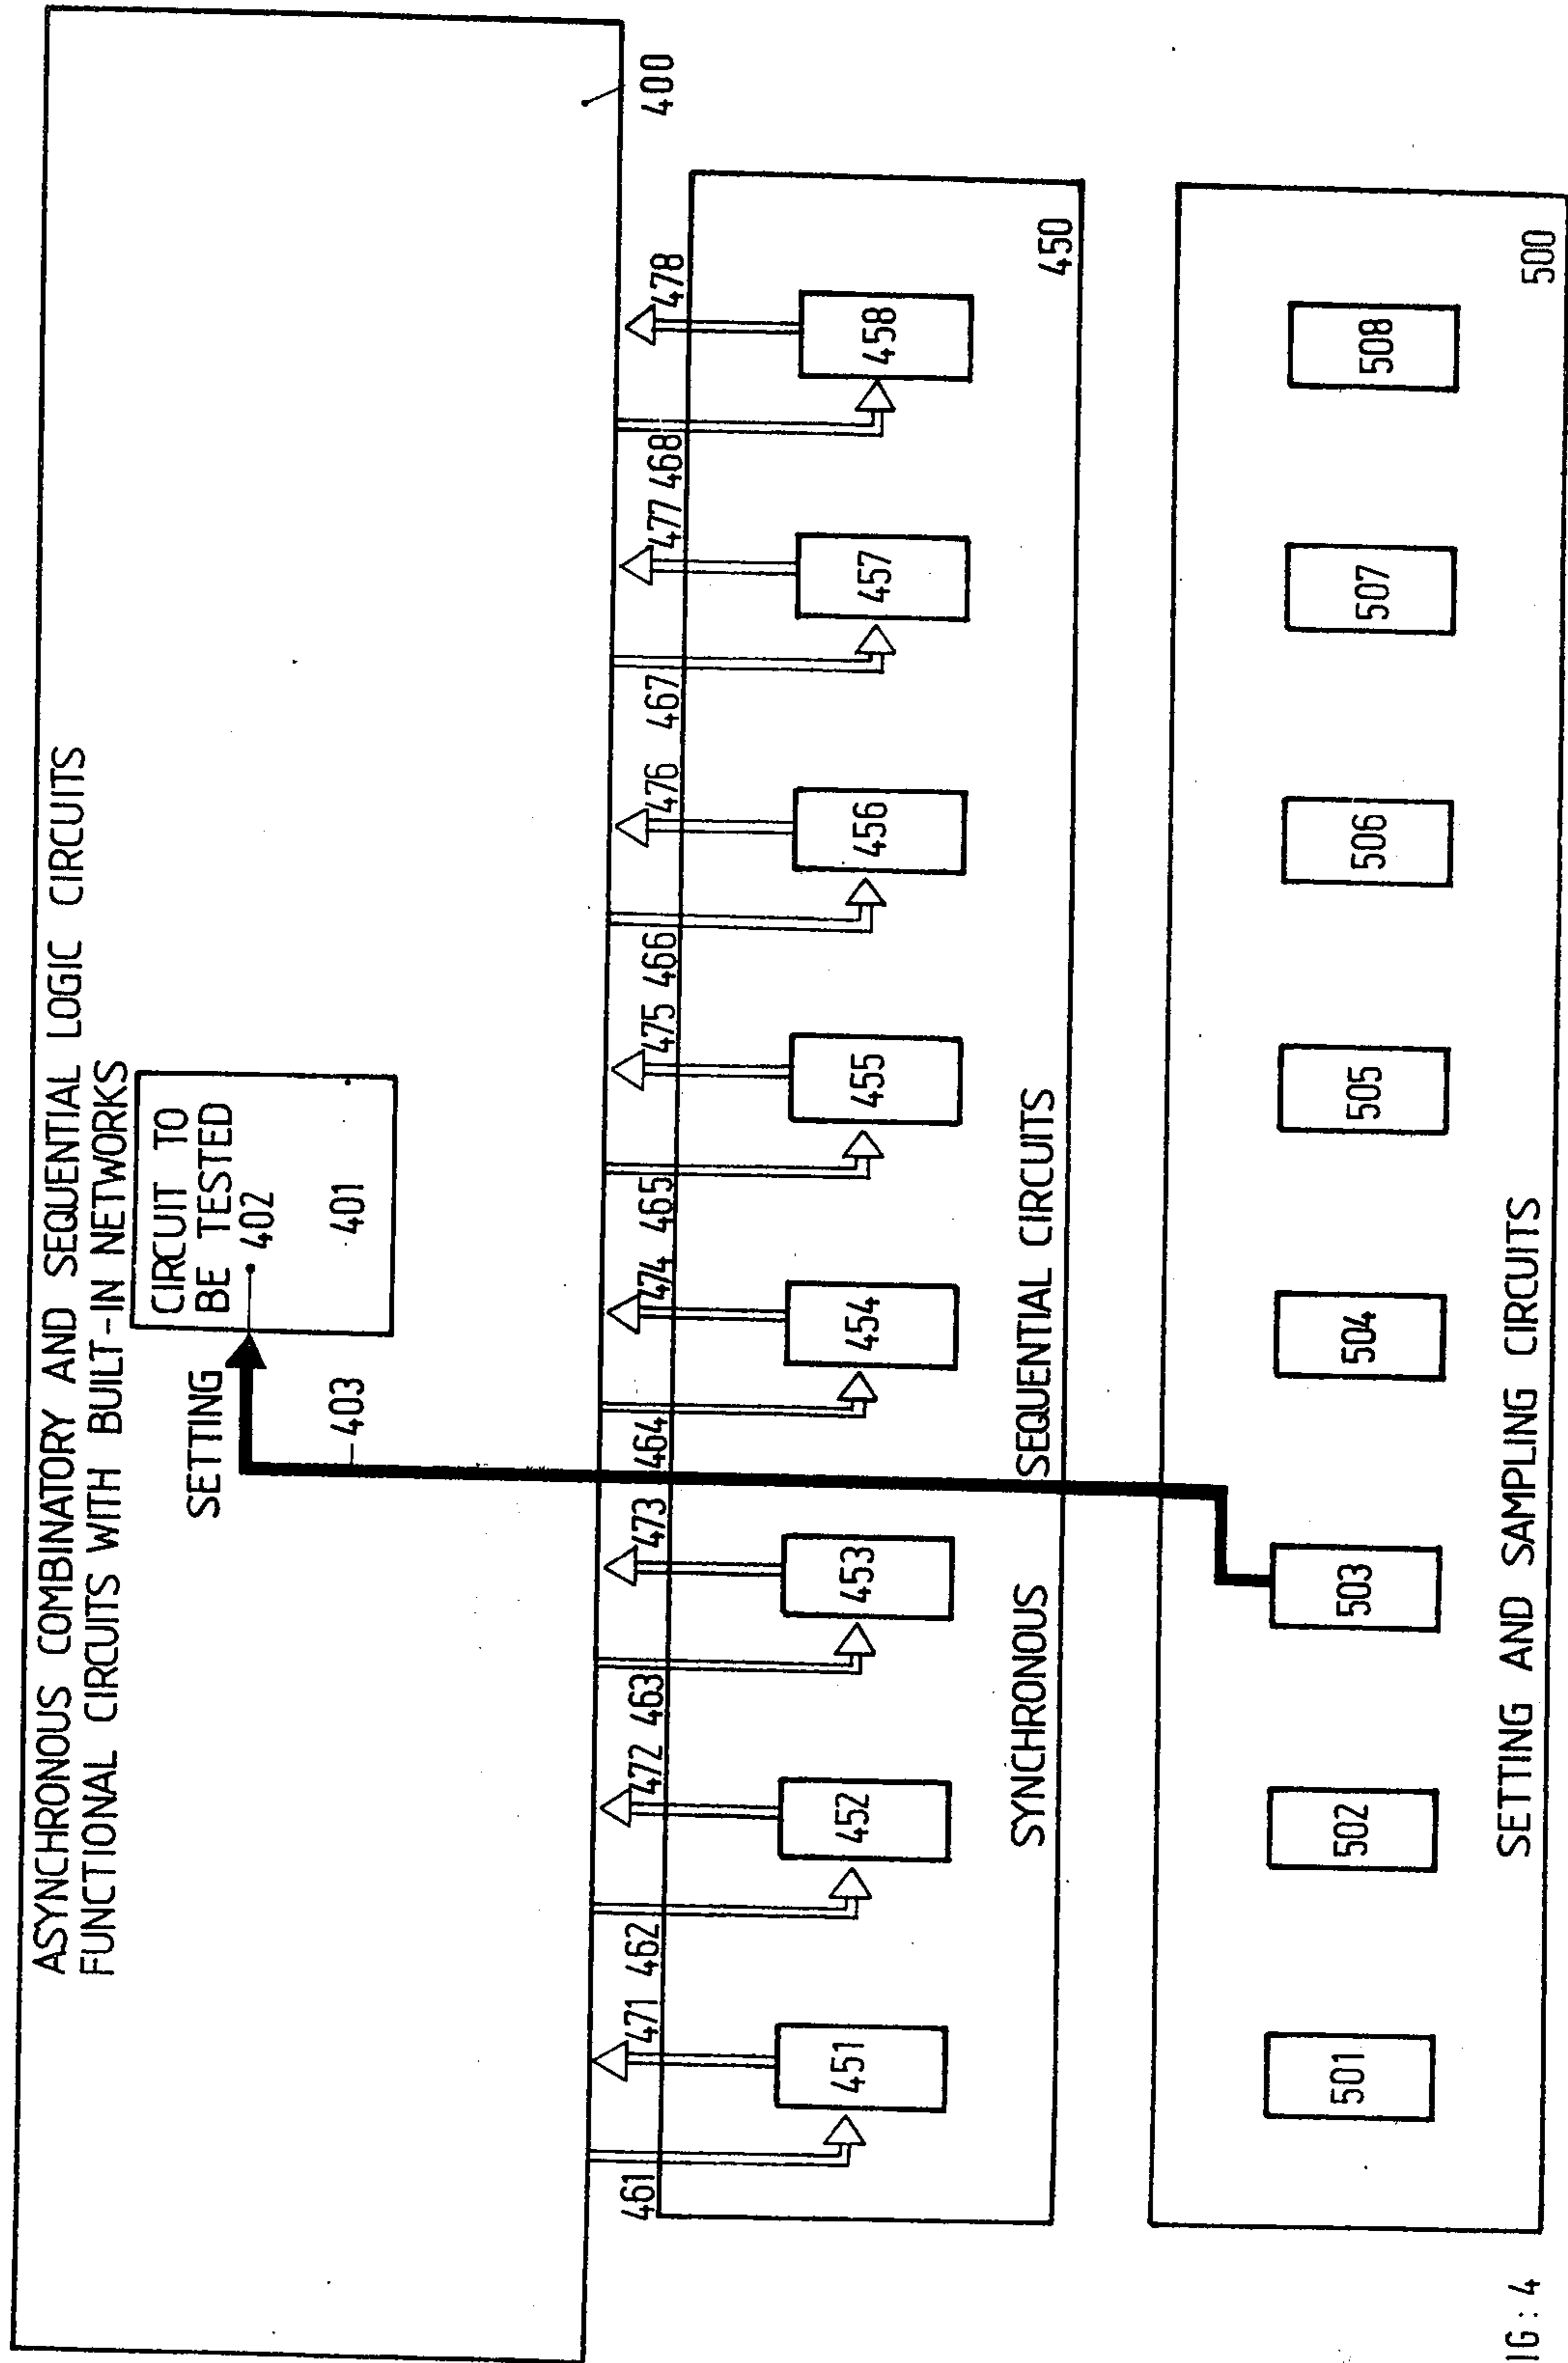 ASYNCHRONOUS COMBINATORY AND SEQUENTIAL LOGIC CIRCUITS
FUNCTIONAL CIRCUITS WITH BUILT-IN NETWORKS
CIRCUIT TO
BE TESTED
402
401
SETTING
403
400
461 471 462 472 463 473 464 474 465 475 466 476 467 477 468 478
451 452 453 454 455 456 457 458
SYNCHRONOUS SEQUENTIAL CIRCUITS
450
501 502 503 504 505 506 507 508
SETTING AND SAMPLING CIRCUITS
500
IG: 4